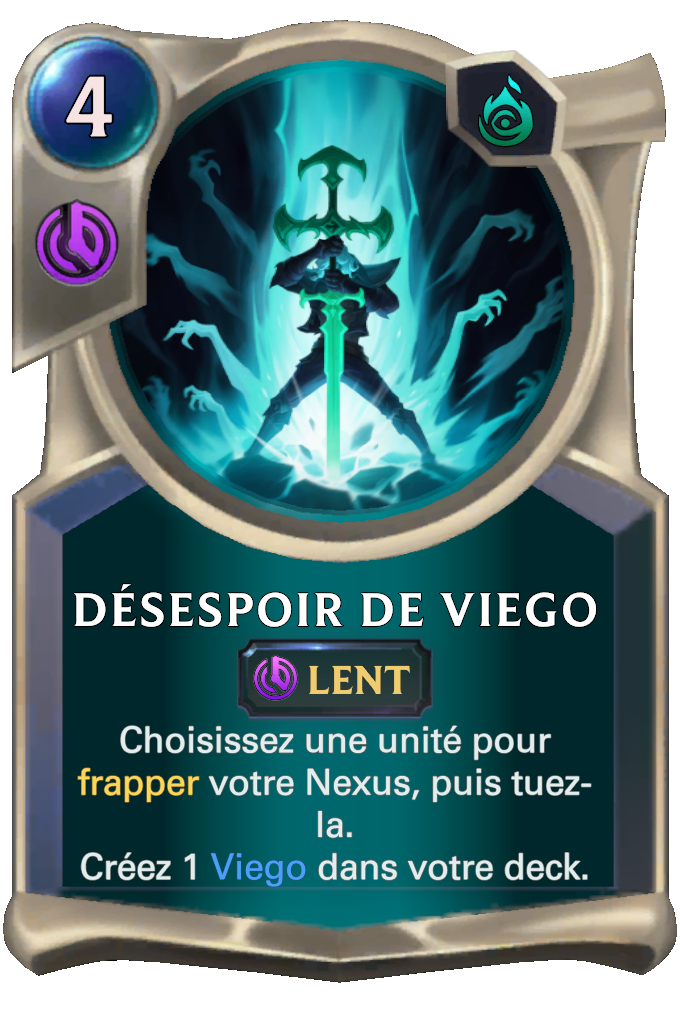 4
DÉSESPOIR DE VIEGO
LENT
Choisissez une unité pour
frapper votre Nexus, puis tuez-
la.
Créez 1 Viego dans votre deck.